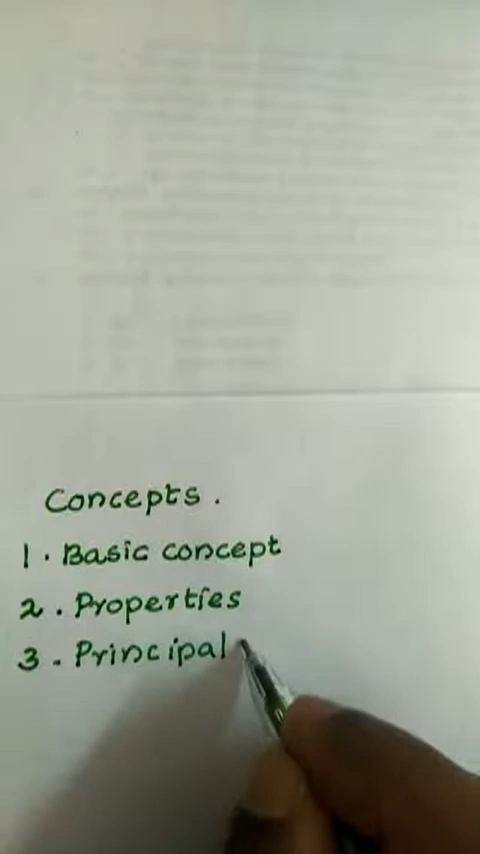 Concepts.
1. Basic concept
2. Properties
3. Principal